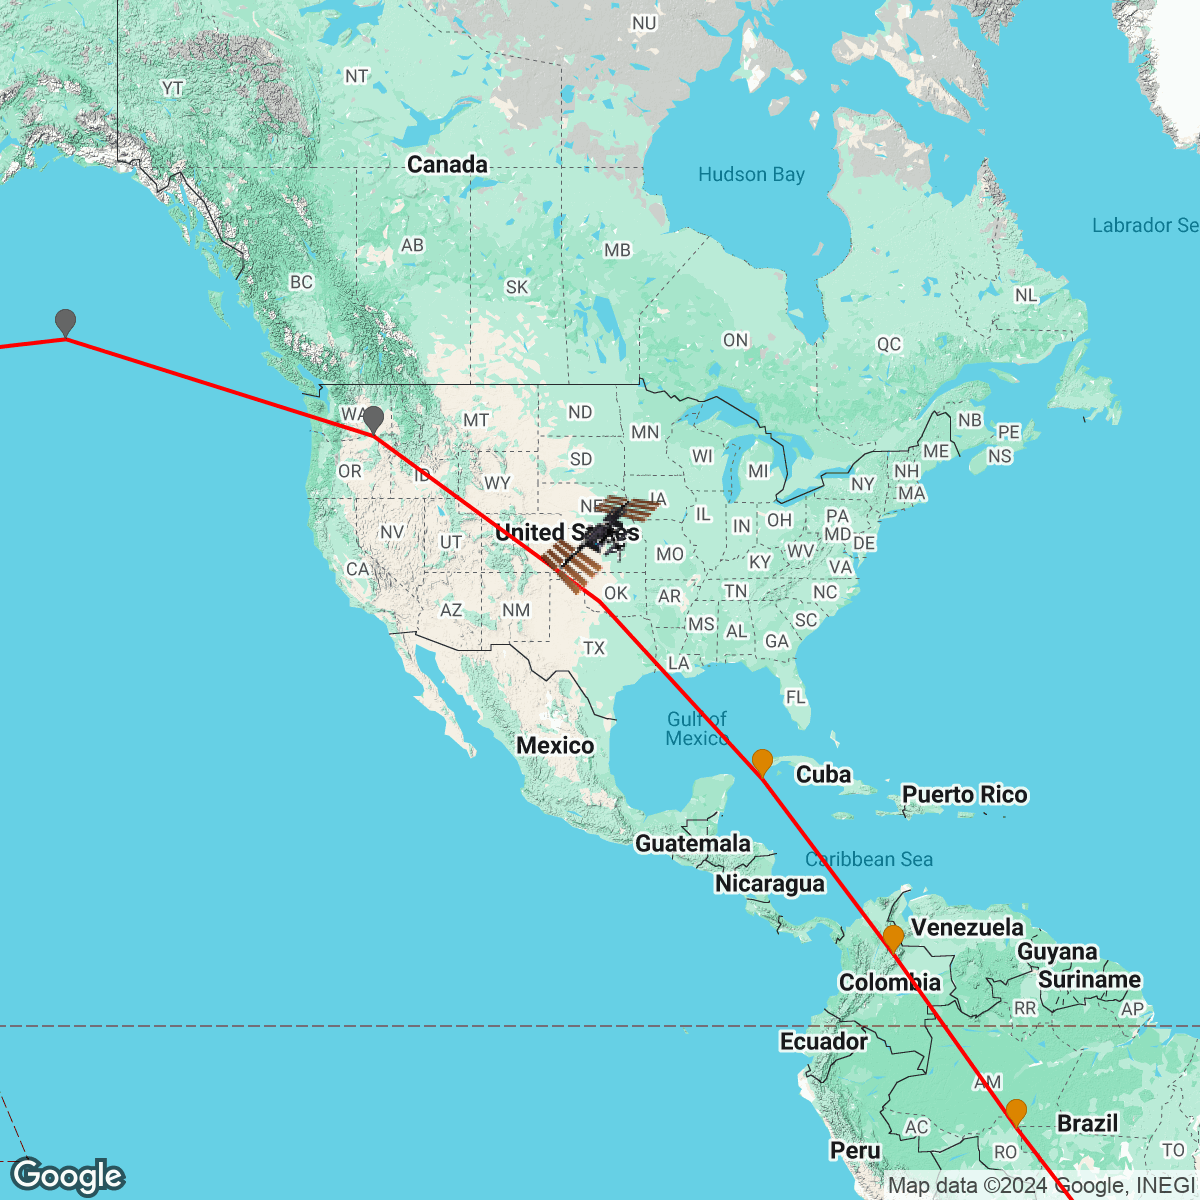 NU
NT
YT
Canada
Hudson Bay
Labrador Se
AB
MB
BC
SK
NL
ON
QC
WA
MT
ND
MN
NB
PE
ME
NS
OR
ID
SD
WI
MI
NH
WY
NY
MA
NE
IA
IL
IN
OH
PA
NV
UT
United States
MO
KY
WV
MD
DE
VA
CA
AZ
NM
OK
AR
TN
NC
MS
AL
SC
GA
TX
LA
FL
Gulf of
Mexico
Mexico
Cuba
Puerto Rico
Guatemala
Caribbean Sea
Nicaragua
Venezuela
Guyana
Suriname
Colombia
RR
AP
Ecuador
AM
AC
Brazil
Peru
RO
TO
Google
Map data ©2024 Google, INEGI